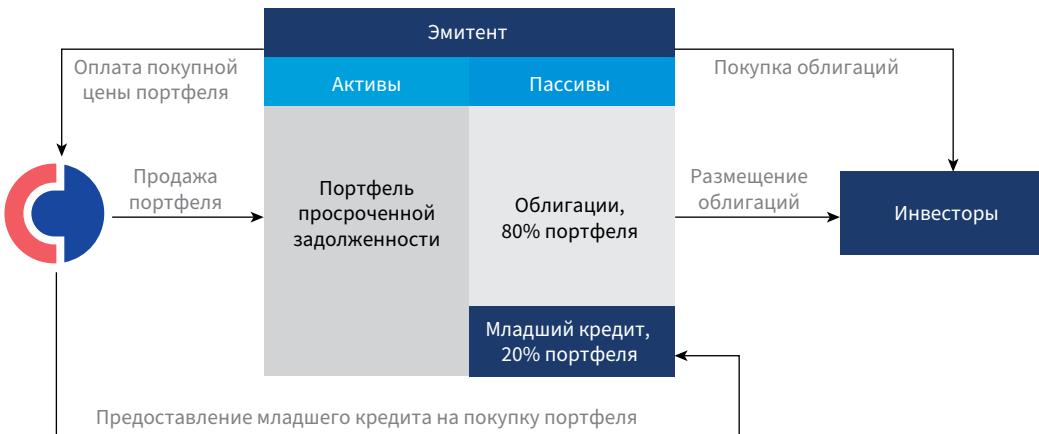 Эмитент
Оплата покупной
цены портфеля
Активы
Пассивы
Покупка облигаций
Продажа
портфеля
Портфель
просроченной
задолженности
Облигации,
80% портфеля
Размещение
облигаций
Инвесторы
Младший кредит,
20% портфеля
Предоставление младшего кредита на покупку портфеля